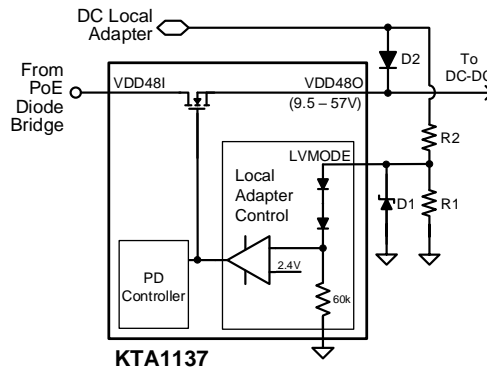 DC Local
Adapter
D2
To
DC-DC
From
PoE
Diode
Bridge
VDD48I
VDD48O
(9.5 – 57V)
R2
LVMODE
Local
Adapter
Control
D1
R1
2.4V
PD
Controller
60k
KTA1137